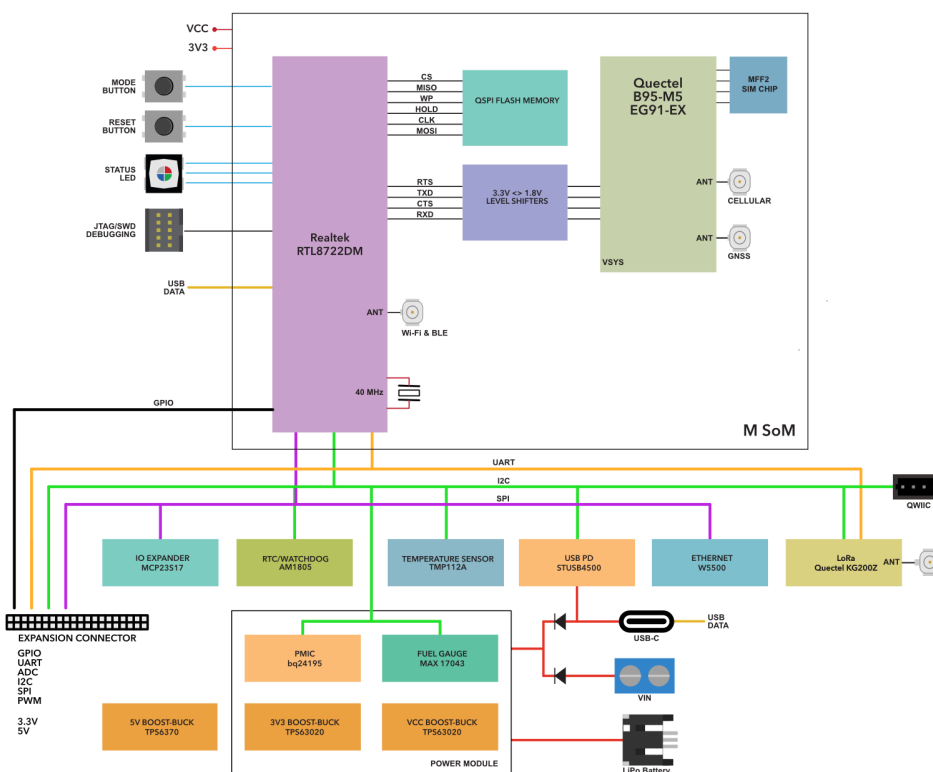 VCC
3V3
MODE
BUTTON
RESET
BUTTON
STATUS
LED
JTAG/SWD
DEBUGGING
USB
DATA
GPIO
Realtek
RTL8722DM
CS
MISO
WP
HOLD
CLK
MOSI
QSPI FLASH MEMORY
RTS
TXD
CTS
RXD
3.3V <> 1.8V
LEVEL SHIFTERS
Quectel
B95-M5
EG91-EX
MFF2
SIM CHIP
ANT
CELLULAR
ANT
GNSS
VSYS
ANT
Wi-Fi & BLE
40 MHz
M SoM
UART
I2C
SPI
QWIIC
IO EXPANDER
MCP23S17
RTC/WATCHDOG
AM1805
TEMPERATURE SENSOR
TMP112A
USB PD
STUSB4500
ETHERNET
W5500
LoRa
Quectel KG200Z
ANT
EXPANSION CONNECTOR
GPIO
UART
ADC
I2C
SPI
PWM
3.3V
5V
PMIC
bq24195
FUEL GAUGE
MAX 17043
USB-C
USB
DATA
VIN
5V BOOST-BUCK
TPS6370
3V3 BOOST-BUCK
TPS63020
VCC BOOST-BUCK
TPS63020
POWER MODULE
LiPo Battery